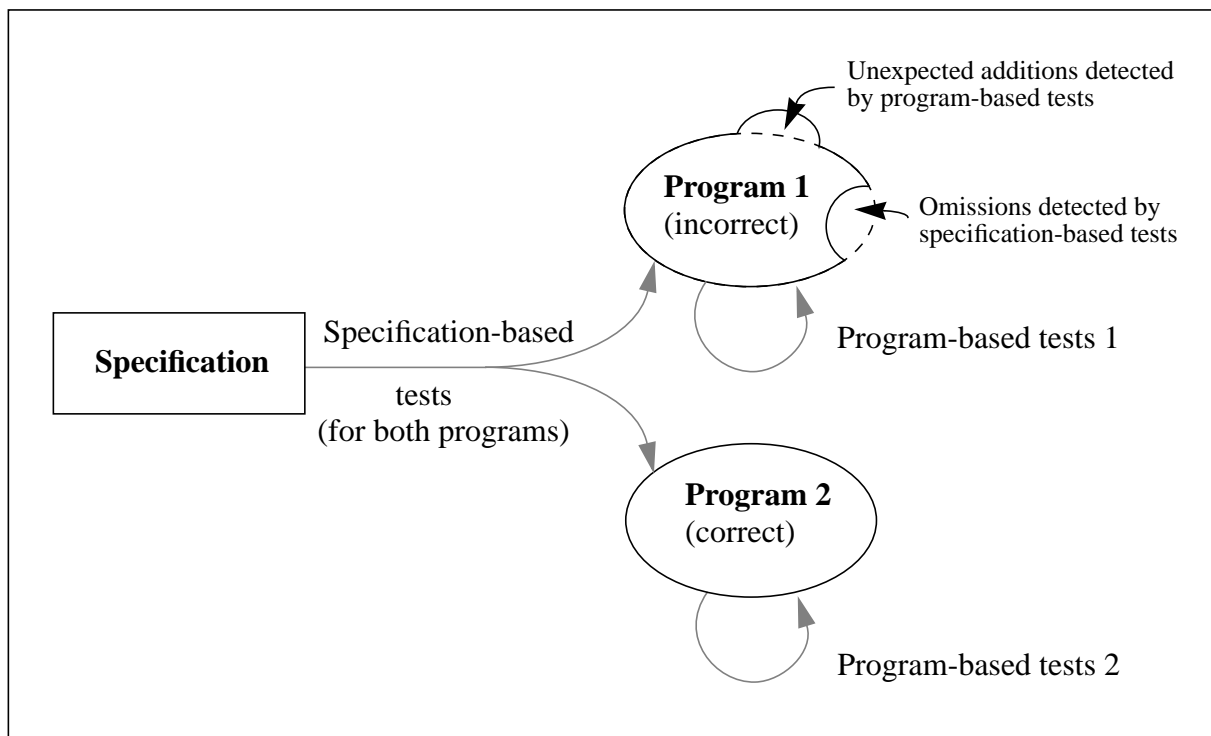 Unexpected additions detected
by program-based tests
Program 1
(incorrect)
Omissions detected by
specification-based tests
Specification-based
Program-based tests 1
Specification
tests
(for both programs)
Program 2
(correct)
Program-based tests 2